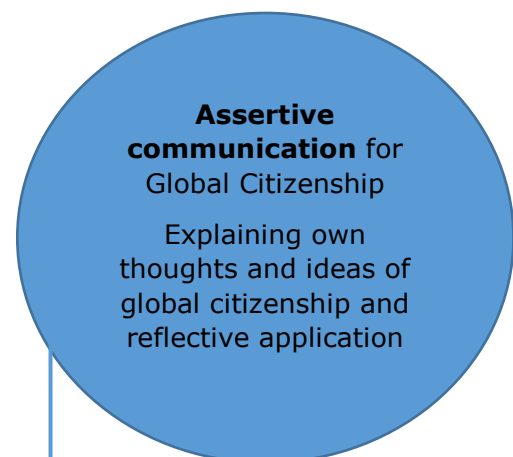 Assertive
communication for
Global Citizenship
Explaining own
thoughts and ideas of
global citizenship and
reflective application